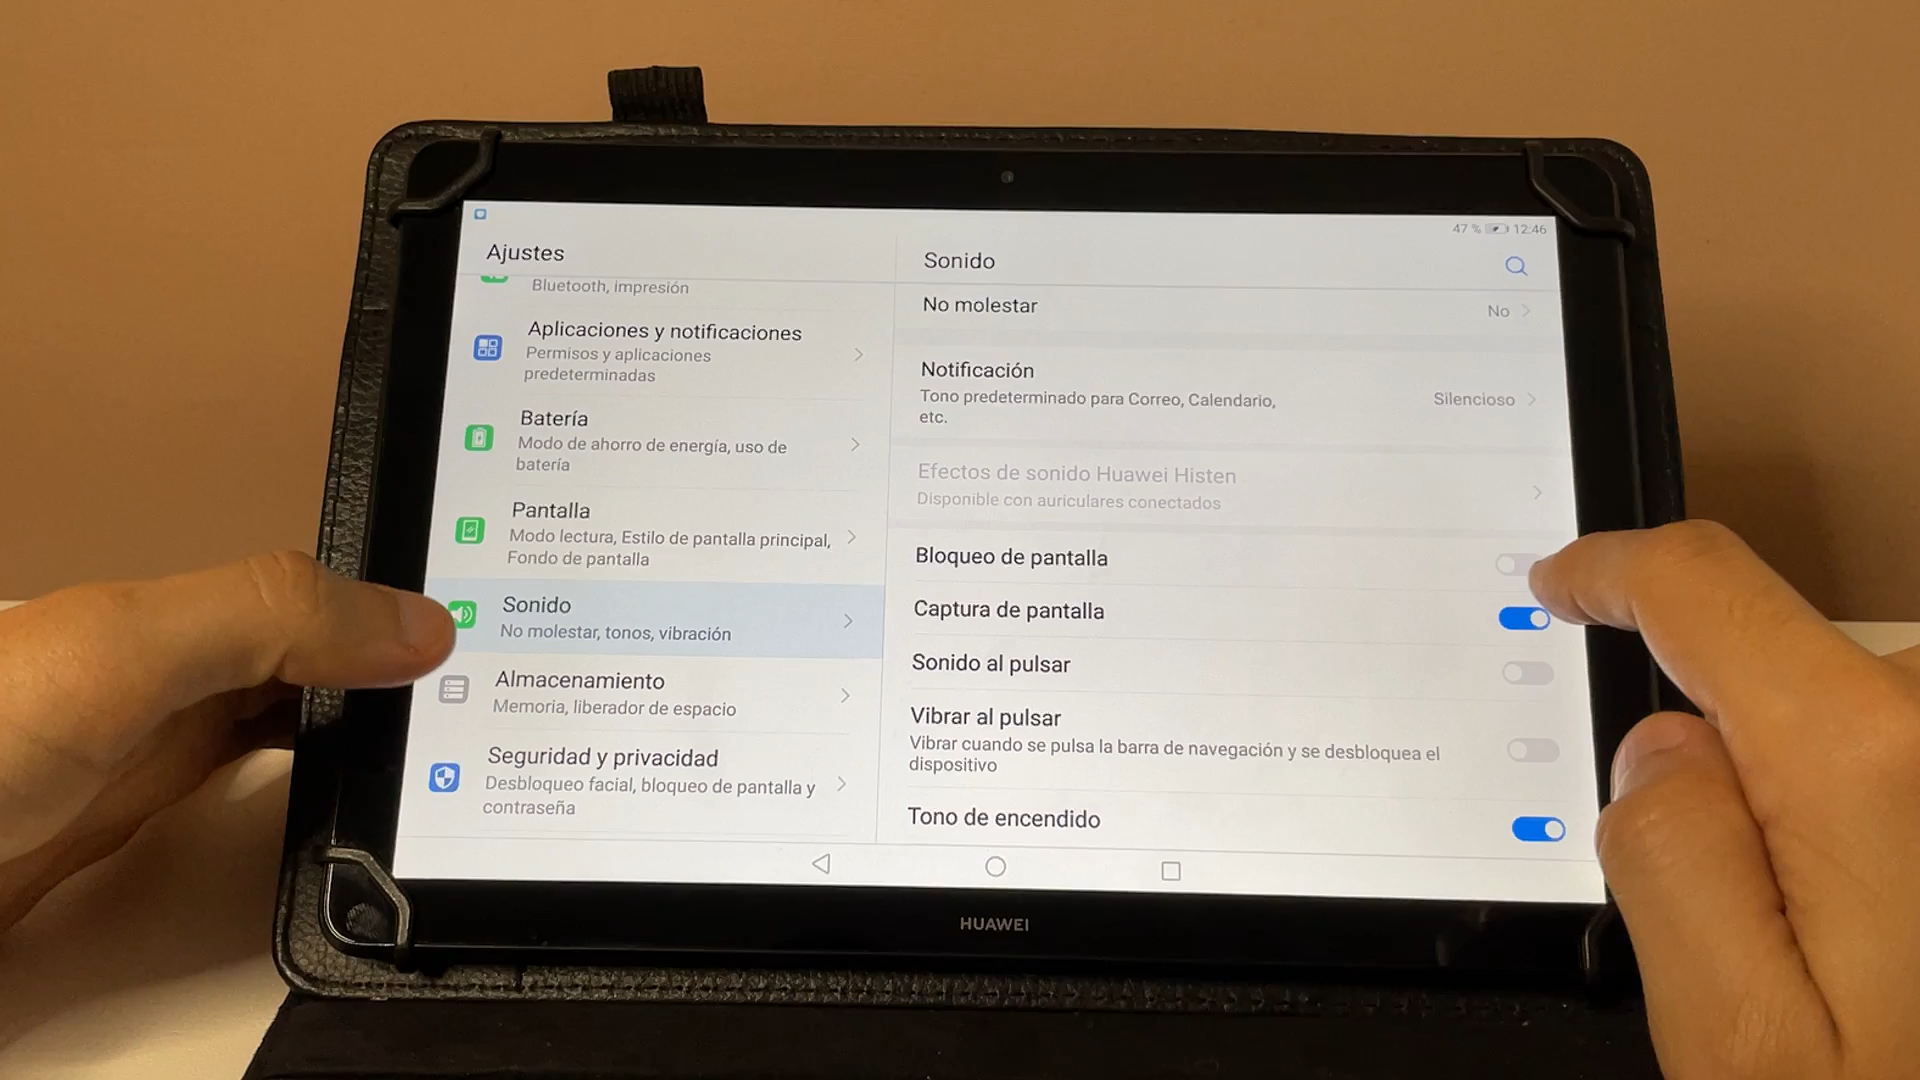 47 % 12:46
Ajustes
Bluetooth, impresión
Aplicaciones y notificaciones
Permisos y aplicaciones
predeterminadas
Batería
Modo de ahorro de energía, uso de
batería
Pantalla
Modo lectura, Estilo de pantalla principal,
Fondo de pantalla
Sonido
No molestar, tonos, vibración
Almacenamiento
Memoria, liberador de espacio
Seguridad y privacidad
Desbloqueo facial, bloqueo de pantalla y
contraseña
Sonido
No molestar No
Notificación
Tono predeterminado para Correo, Calendario,
etc.
Silencioso
Efectos de sonido Huawei Histen
Disponible con auriculares conectados
Bloqueo de pantalla
Captura de pantalla
Sonido al pulsar
Vibrar al pulsar
Vibrar cuando se pulsa la barra de navegación y se desbloquea el
dispositivo
Tono de encendido
HUAWEI